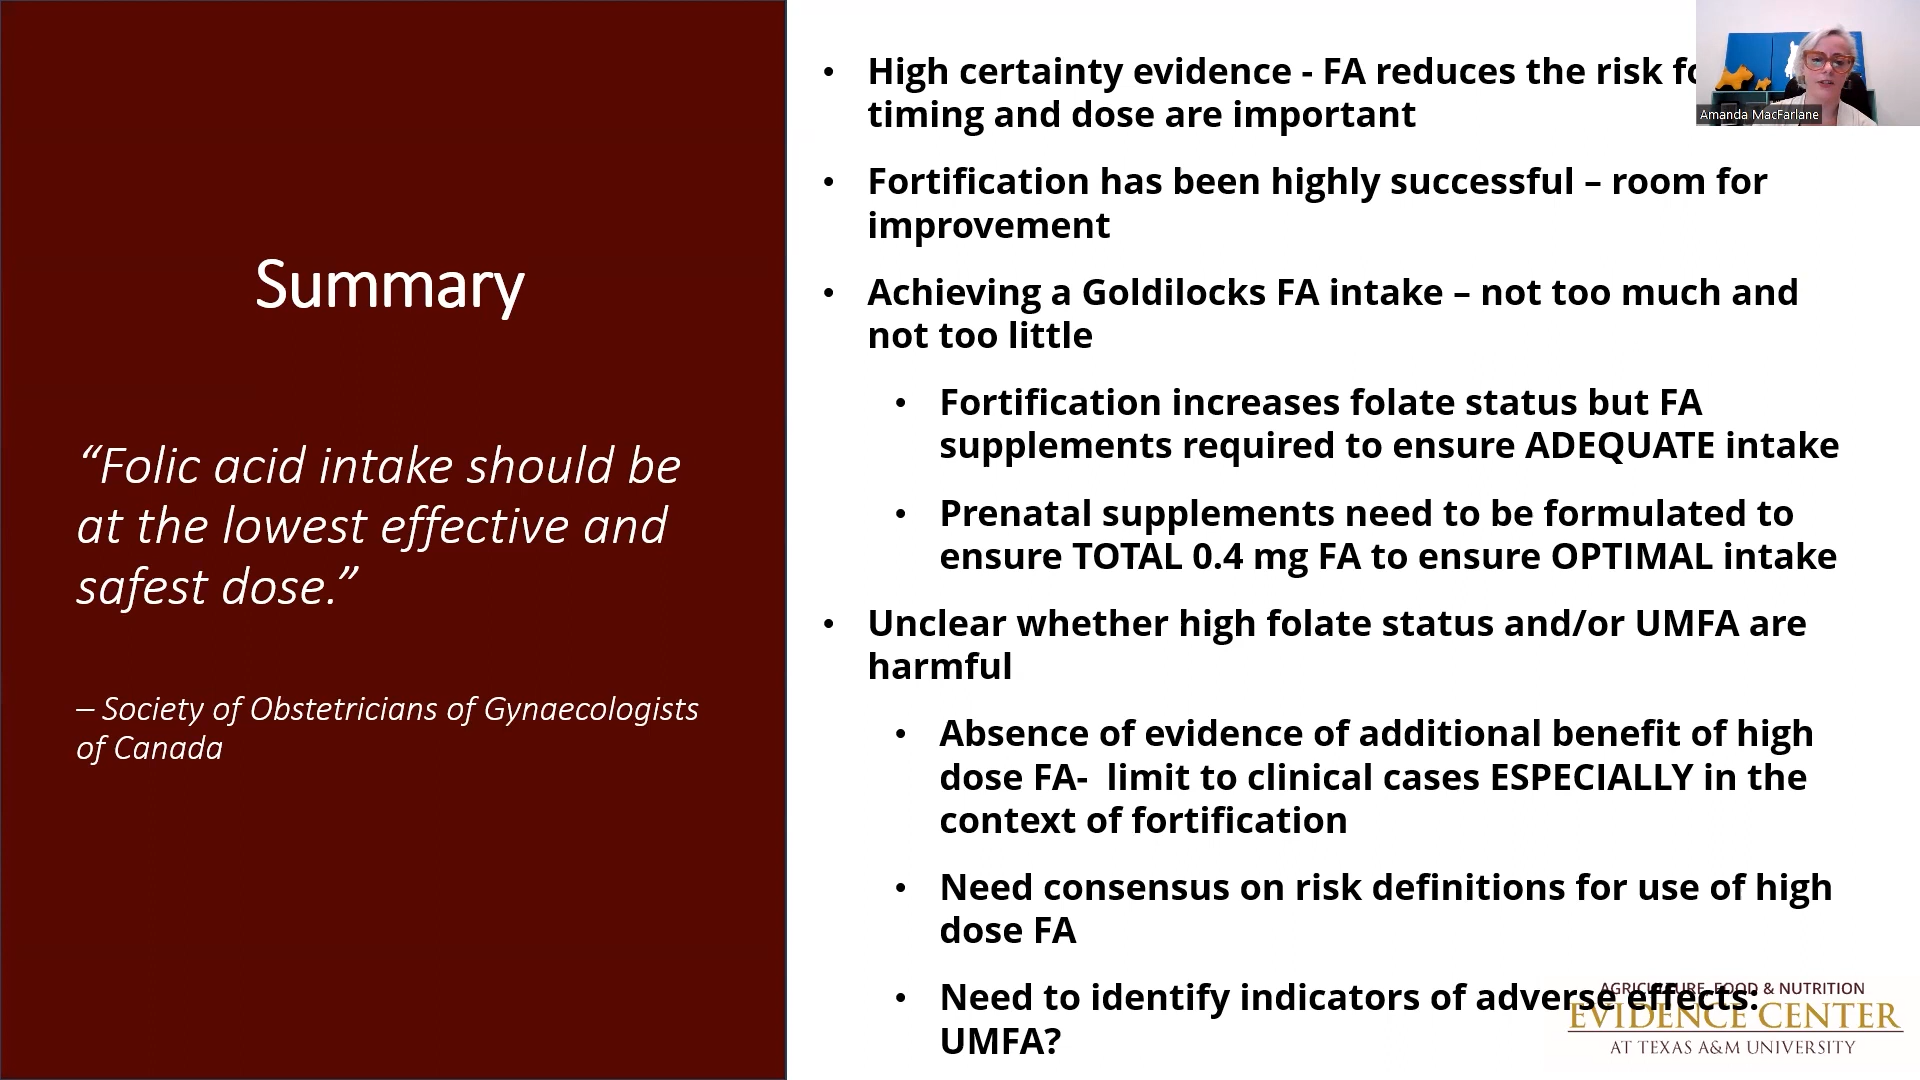 Summary
“Folic acid intake should be
at the lowest effective and
safest dose.”
– Society of Obstetricians of Gynaecologists
of Canada
• High certainty evidence - FA reduces the risk
timing and dose are important
• Fortification has been highly successful – room for
improvement
• Achieving a Goldilocks FA intake – not too much and
not too little
• Fortification increases folate status but FA
supplements required to ensure ADEQUATE intake
• Prenatal supplements need to be formulated to
ensure TOTAL 0.4 mg FA to ensure OPTIMAL intake
• Unclear whether high folate status and/or UMFA are
harmful
• Absence of evidence of additional benefit of high
dose FA-  limit to clinical cases ESPECIALLY in the
context of fortification
• Need consensus on risk definitions for use of high
dose FA
• Need to identify indicators of adverse effects:
UMFA?
Amanda MacFarlane
AGRICULTURE, FOOD & NUTRITION
EVIDENCE CENTER
AT TEXAS A&M UNIVERSITY